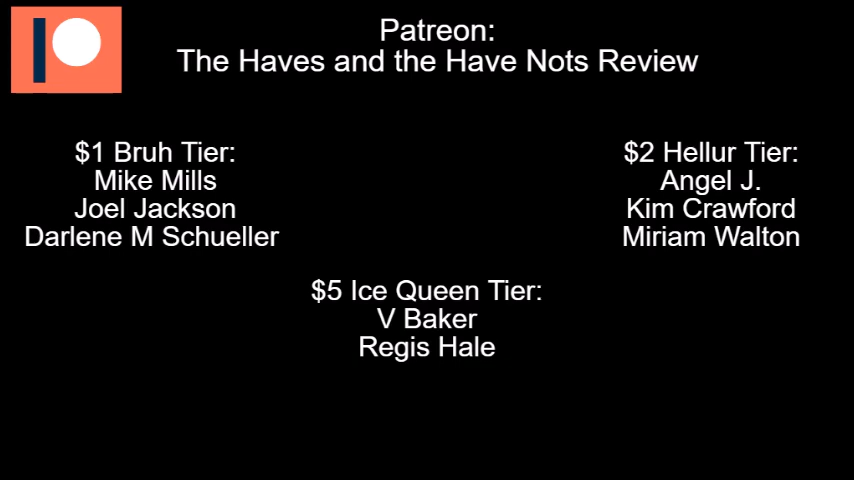 Patreon:
The Haves and the Have Nots Review
$1 Bruh Tier:
Mike Mills
Joel Jackson
Darlene M Schueller
$2 Hellur Tier:
Angel J.
Kim Crawford
Miriam Walton
$5 Ice Queen Tier:
V Baker
Regis Hale